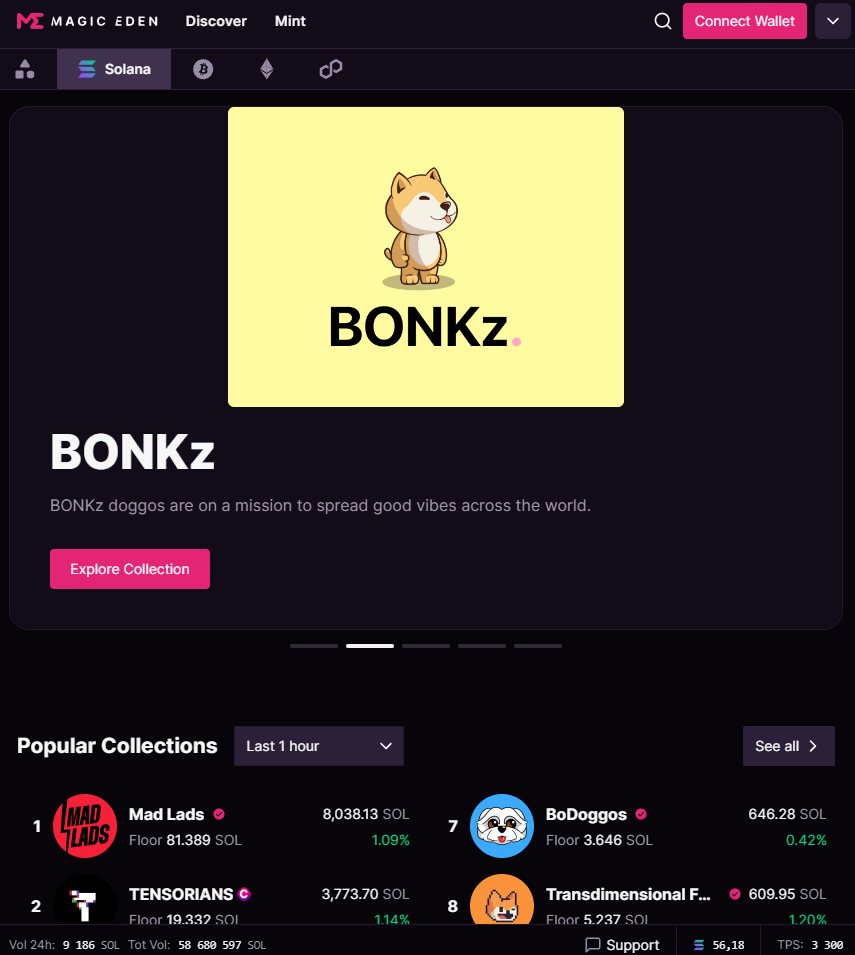 MAGIC EDEN Discover Mint Connect Wallet
Solana
BONKz.
BONKz
BONKz doggos are on a mission to spread good vibes across the world.
Explore Collection
Popular Collections Last 1 hour See all
1 MAD LADS Mad Lads 8,038.13 SOL
Floor 81.389 SOL 1.09%
7 BoDoggos 646.28 SOL
Floor 3.646 SOL 0.42%
2 TENSORIANS 3,773.70 SOL
Floor 19.332 SOL 1.14%
8 Transdimensional F... 609.95 SOL
Floor 5.237 SOL 1.20%
Vol 24h: 9 186 SOL Tot Vol: 58 680 597 SOL Support 56,18 TPS: 3 300